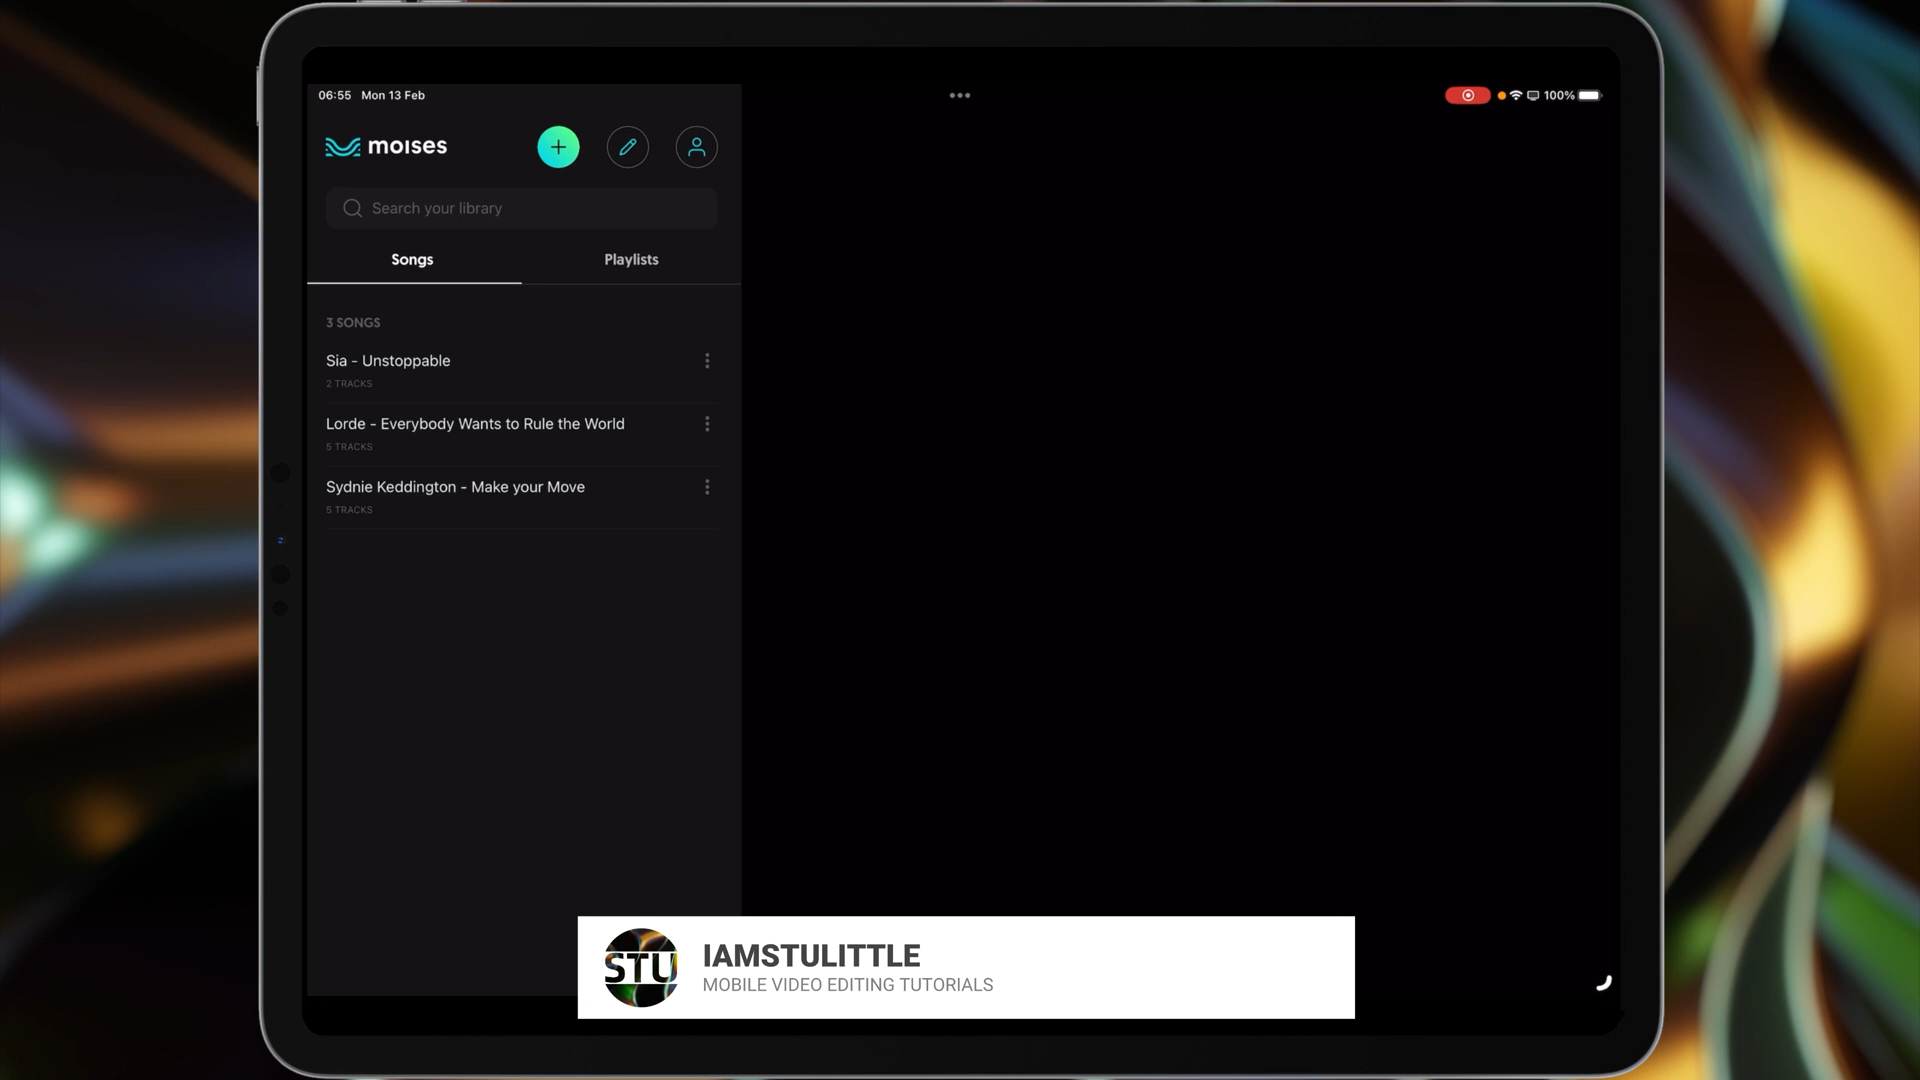 06:55 Mon 13 Feb
100%
moises
Search your library
Songs
Playlists
3 SONGS
Sia - Unstoppable
2 TRACKS
Lorde - Everybody Wants to Rule the World
5 TRACKS
Sydnie Keddington - Make your Move
5 TRACKS
STU
IAMSTULITTLE
MOBILE VIDEO EDITING TUTORIALS